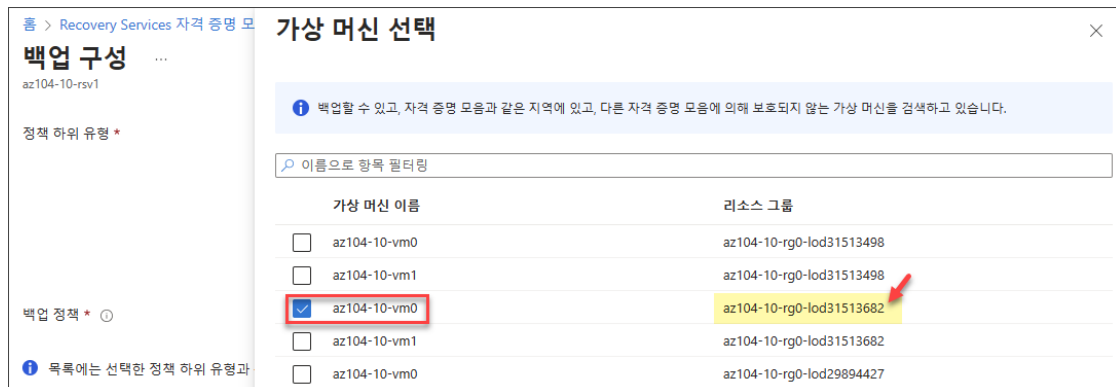 홈 > Recovery Services 자격 증명 모
백업 구성 ...
az104-10-rsv1
정책 하위 유형 *
백업 정책 *
목록에는 선택한 정책 하위 유형과
가상 머신 선택
백업할 수 있고, 자격 증명 모음과 같은 지역에 있고, 다른 자격 증명 모음에 의해 보호되지 않는 가상 머신을 검색하고 있습니다.
이름으로 항목 필터링
가상 머신 이름 리소스 그룹
az104-10-vm0 az104-10-rg0-lod31513498
az104-10-vm1 az104-10-rg0-lod31513498
az104-10-vm0 az104-10-rg0-lod31513682
az104-10-vm1 az104-10-rg0-lod31513682
az104-10-vm0 az104-10-rg0-lod29894427